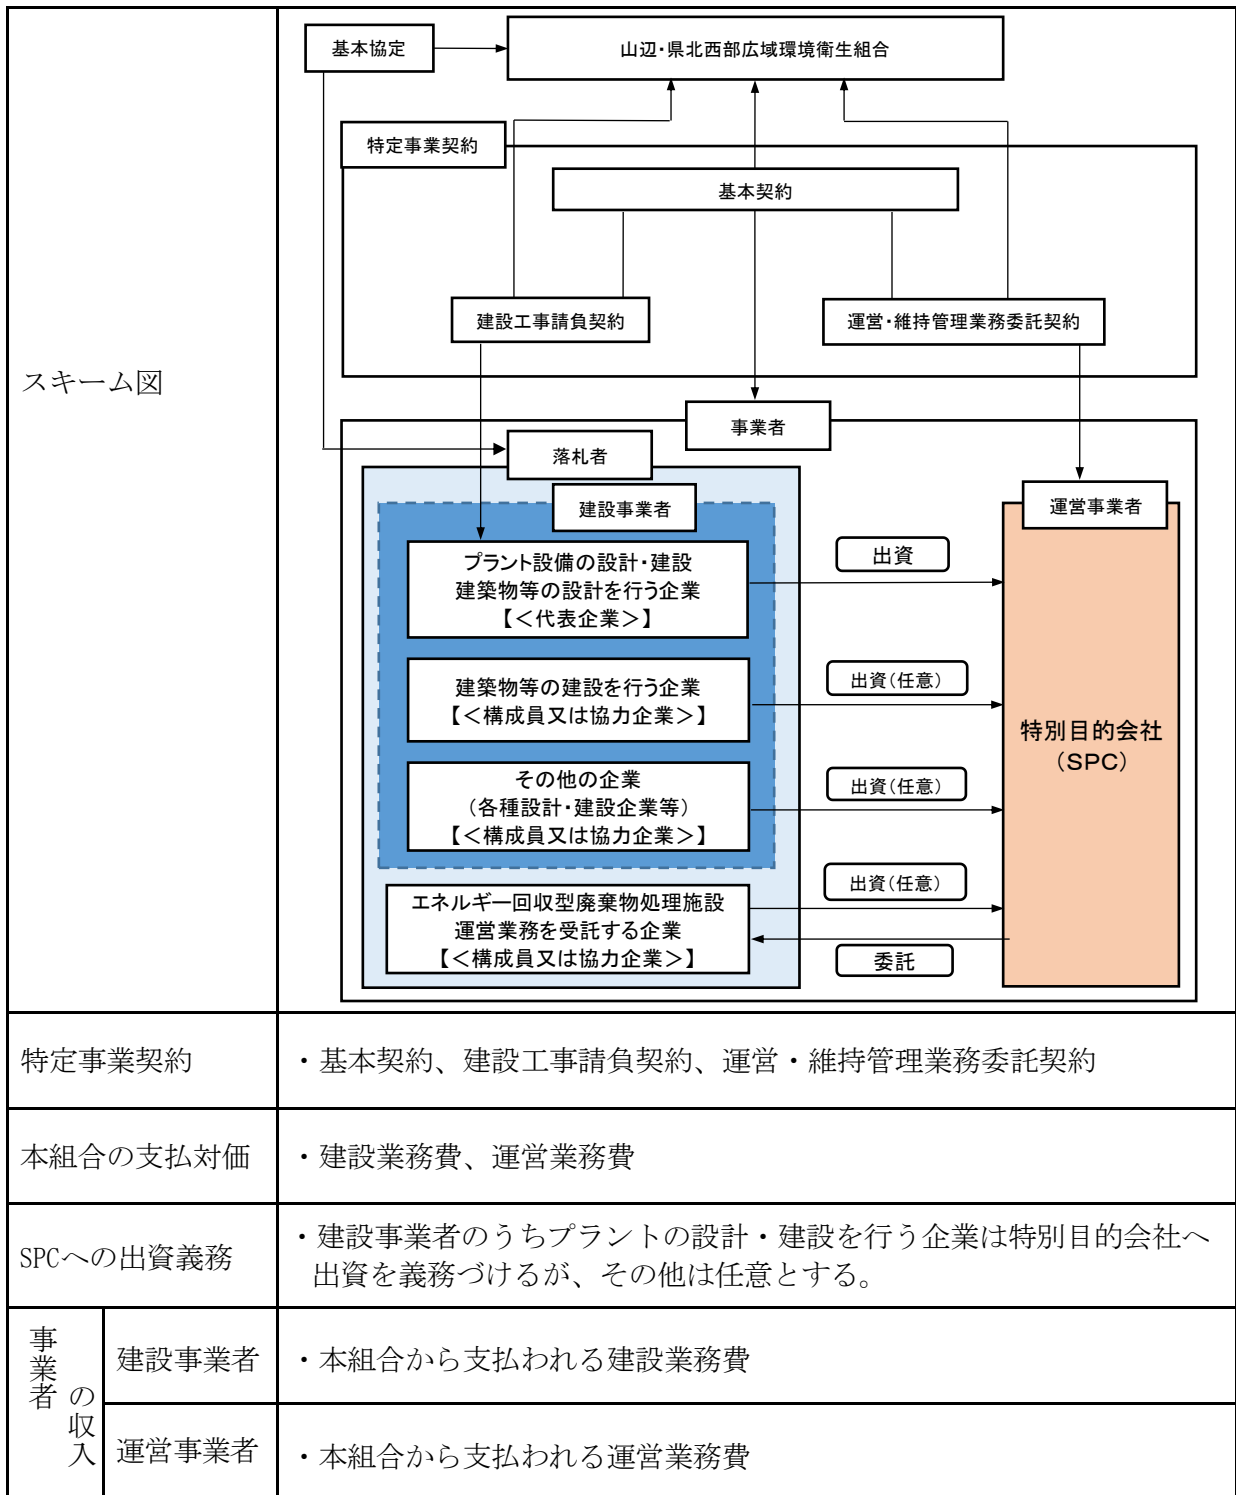 スキーム図
基本協定
山辺・県北西部広域環境衛生組合
特定事業契約
基本契約
建設工事請負契約
運営・維持管理業務委託契約
事業者
落札者
建設事業者
運営事業者
プラント設備の設計・建設
建築物等の設計を行う企業
【＜代表企業＞】
出資
建築物等の建設を行う企業
【＜構成員又は協力企業＞】
出資（任意）
特別目的会社
（SPC）
その他の企業
（各種設計・建設企業等）
【＜構成員又は協力企業＞】
出資（任意）
エネルギー回収型廃棄物処理施設
運営業務を受託する企業
【＜構成員又は協力企業＞】
出資（任意）
委託
特定事業契約
・基本契約、建設工事請負契約、運営・維持管理業務委託契約
本組合の支払対価
・建設業務費、運営業務費
SPCへの出資義務
・建設事業者のうちプラントの設計・建設を行う企業は特別目的会社へ
出資を義務づけるが、その他は任意とする。
事業者
の収入
建設事業者
・本組合から支払われる建設業務費
運営事業者
・本組合から支払われる運営業務費